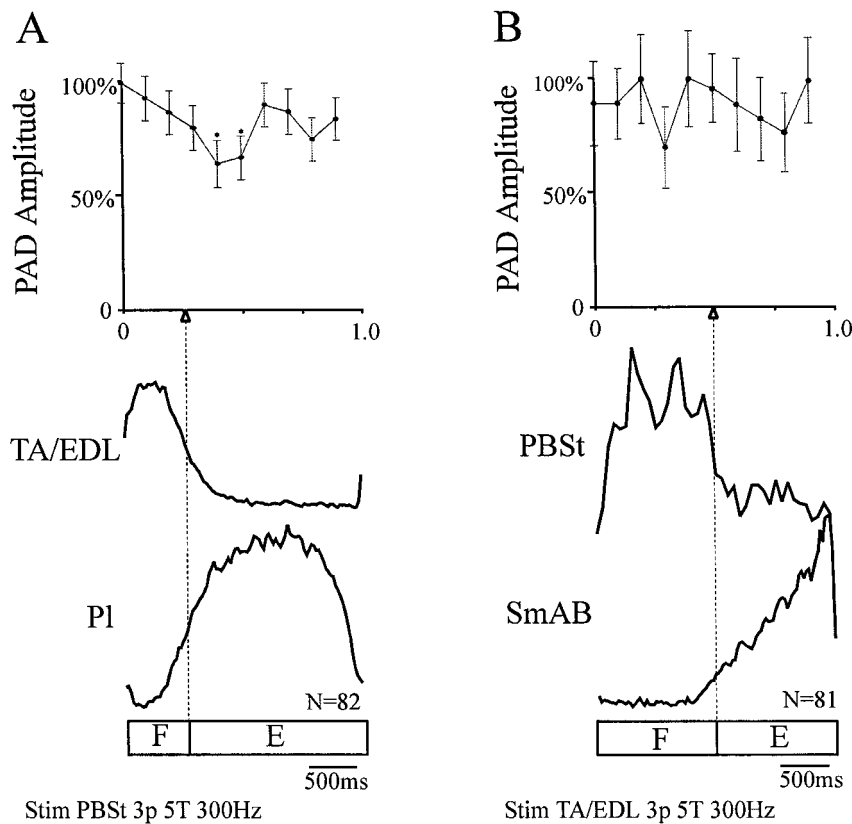 A
PAD Amplitude
100%
50%
0
0
1.0
TA/EDL
Pl
N=82
F
E
500ms
Stim PBSt 3p 5T 300Hz
B
PAD Amplitude
100%
50%
0
0
1.0
PBSt
SmAB
N=81
F
E
500ms
Stim TA/EDL 3p 5T 300Hz